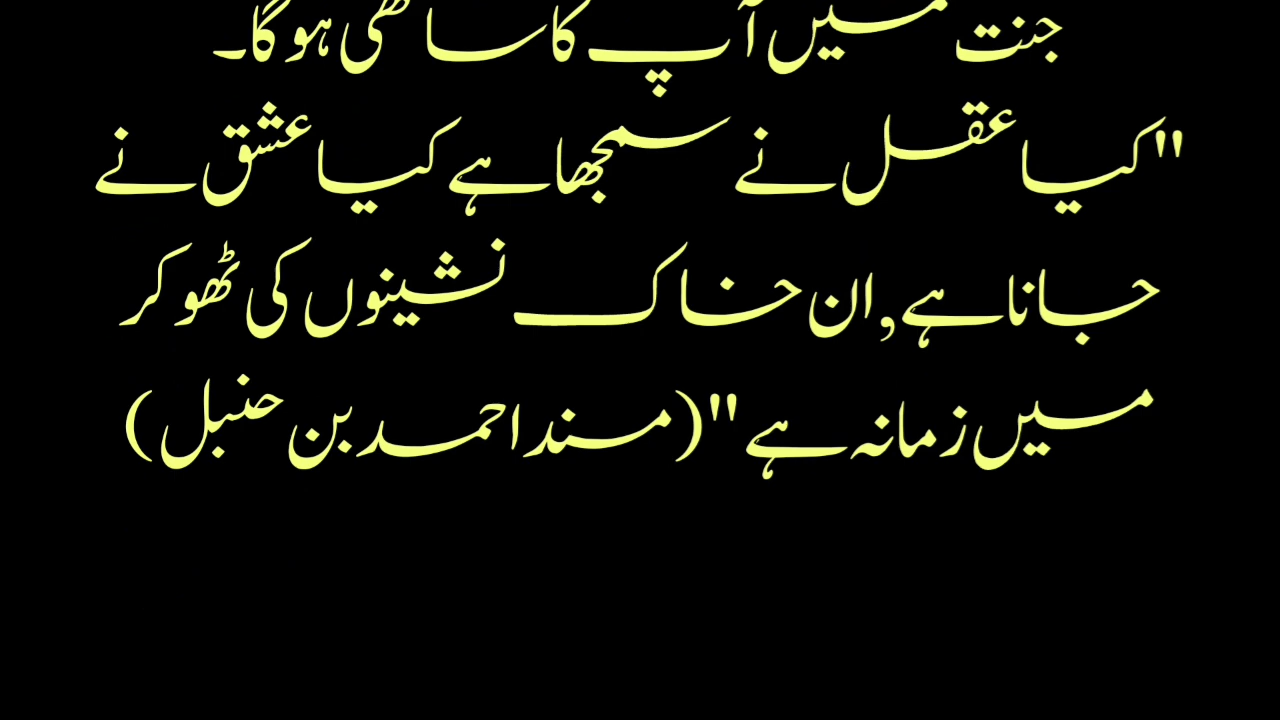 جنت میں آپ کا ساتھی ہوگا۔
"کیا عقل نے سمجھا ہے کیا عشق نے
جانا ہے,ان خاک نشینوں کی ٹھوکر
میں زمانہ ہے"(مسند احمد بن حنبل)